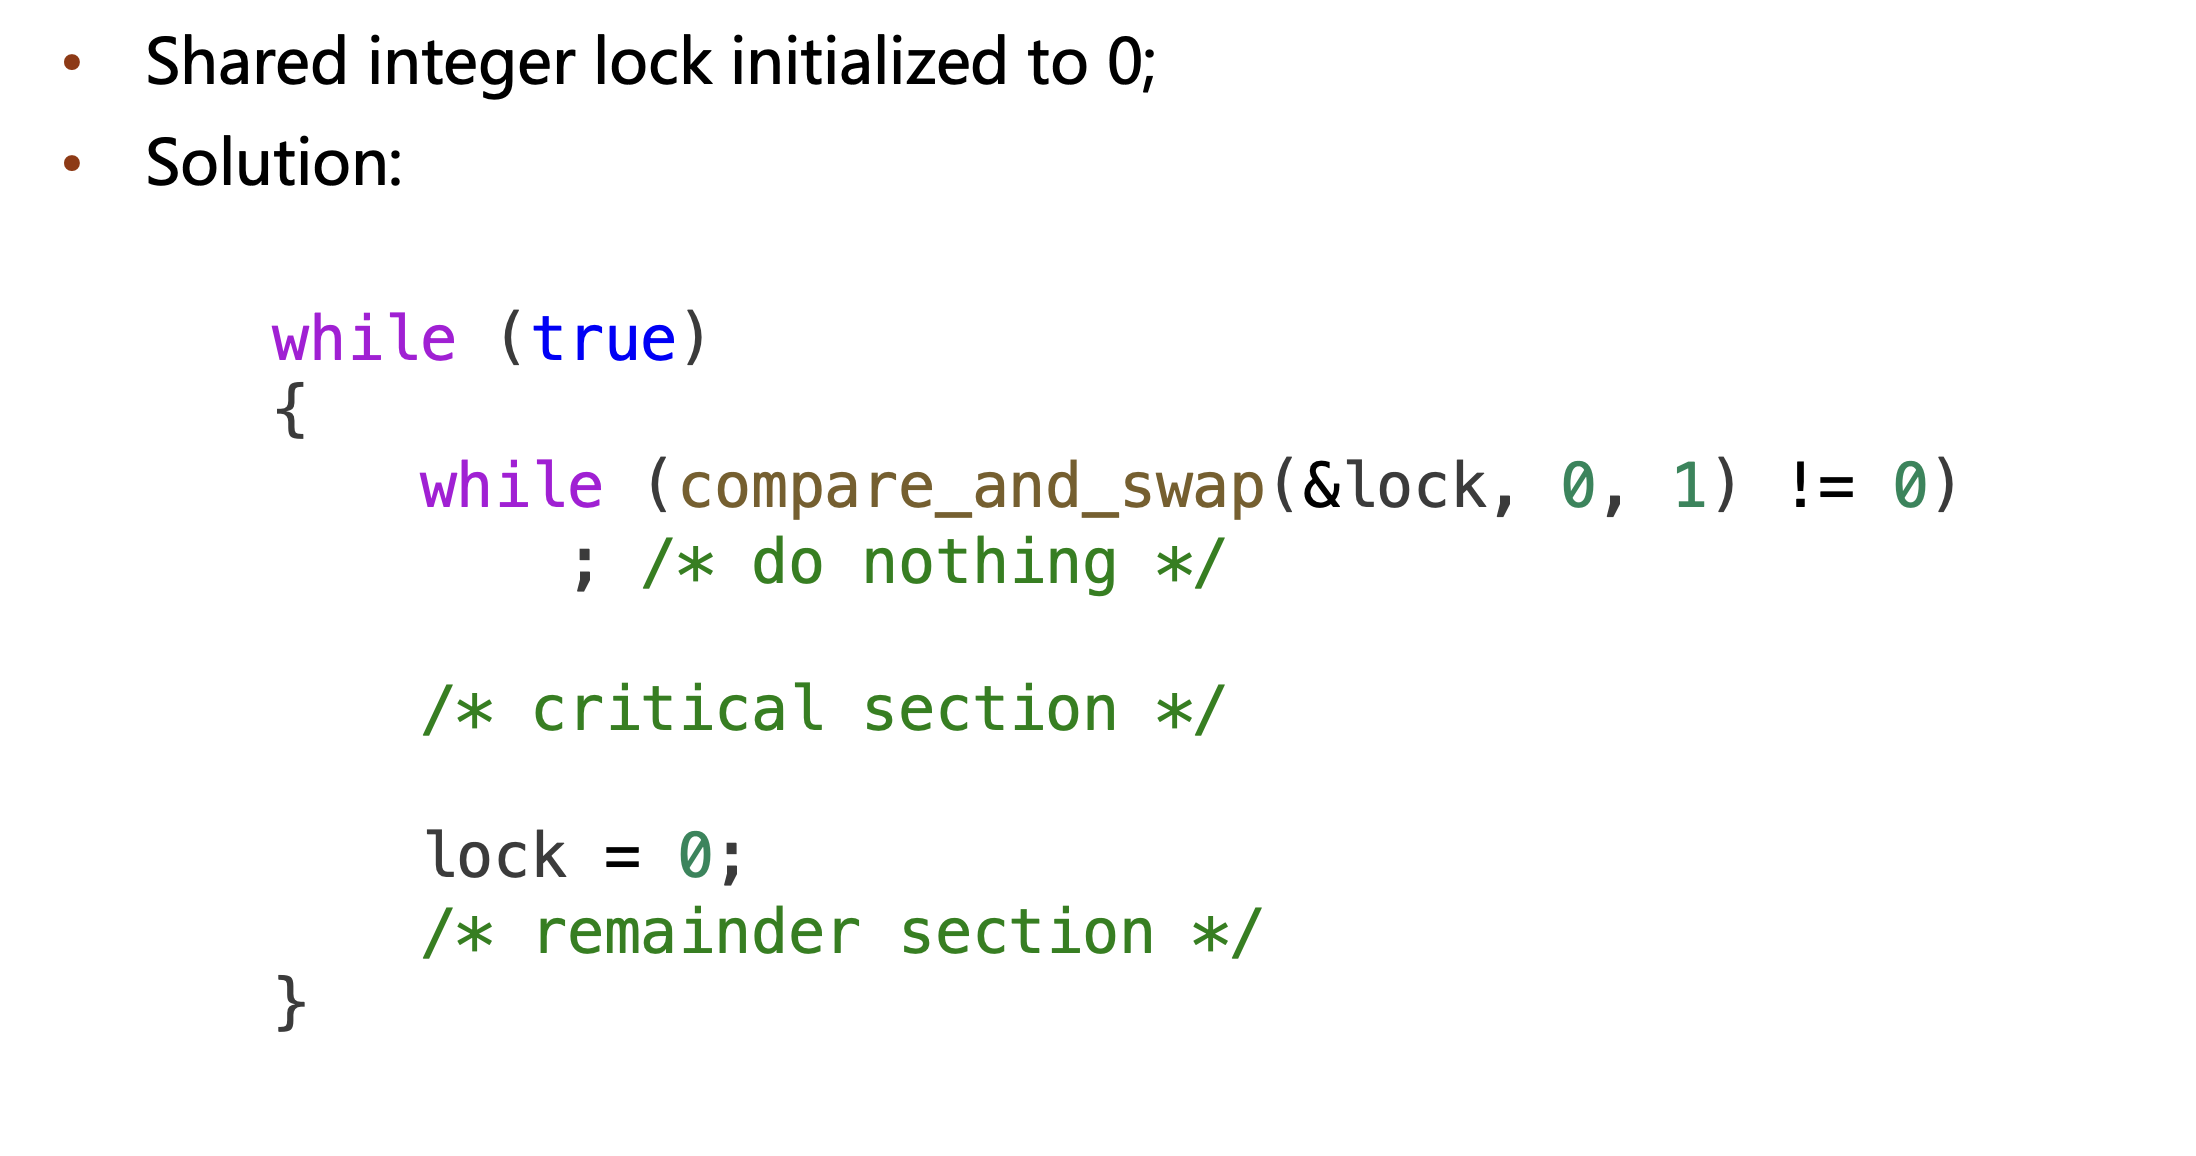 • Shared integer lock initialized to 0;
• Solution:
while (true)
{
    while (compare_and_swap(&lock, 0, 1) != 0)
        ; /* do nothing */
    /* critical section */
    lock = 0;
    /* remainder section */
}